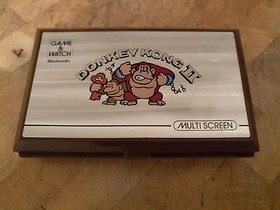 GAME &
WATCH
Nintendo
DONKEY KONG II
MULTI SCREEN